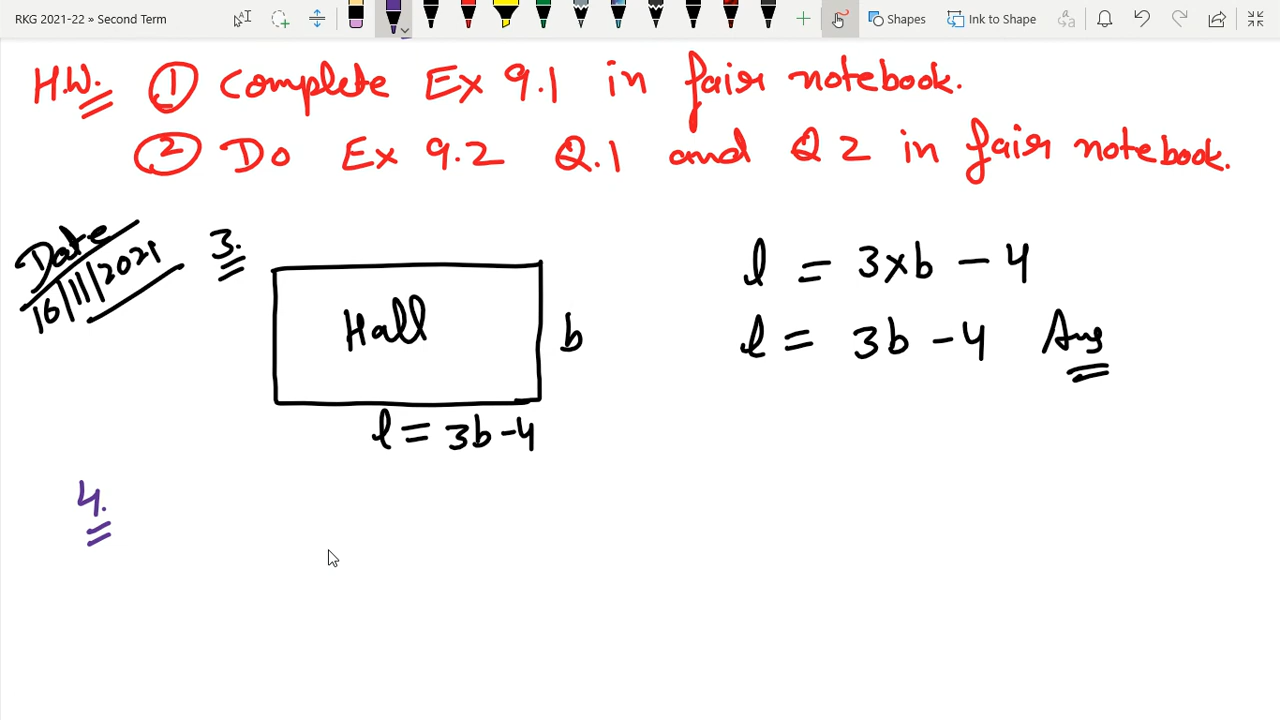 RKG 2021-22 » Second Term
Shapes
Ink to Shape
H.W. ① Complete Ex 9.1 in fair notebook.
② Do Ex 9.2 Q.1 and Q 2 in fair notebook.
Date
16/11/2021
3.
Hall
b
l = 3b - 4
l = 3xb - 4
l = 3b - 4 Ans
4.